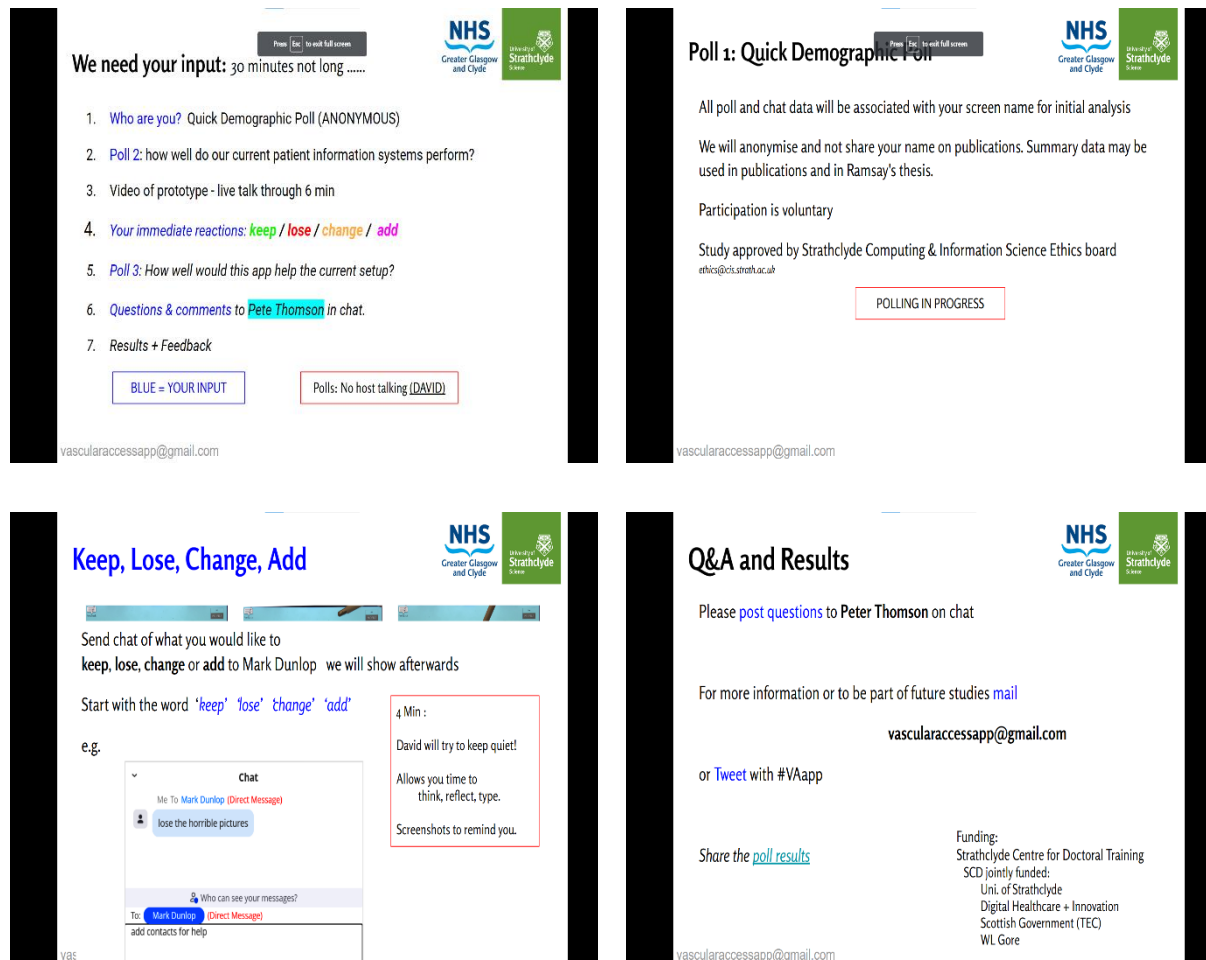 Press Esc to exit full screen
NHS
Greater Glasgow
and Clyde
University of
Strathclyde
Science
We need your input: 30 minutes not long ......
1. Who are you? Quick Demographic Poll (ANONYMOUS)
2. Poll 2: how well do our current patient information systems perform?
3. Video of prototype - live talk through 6 min
4. Your immediate reactions: keep / lose / change / add
5. Poll 3: How well would this app help the current setup?
6. Questions & comments to Pete Thomson in chat.
7. Results + Feedback
BLUE = YOUR INPUT
Polls: No host talking (DAVID)
vascularaccessapp@gmail.com
Press Esc to exit full screen
NHS
Greater Glasgow
and Clyde
University of
Strathclyde
Science
Poll 1: Quick Demographic Poll
All poll and chat data will be associated with your screen name for initial analysis
We will anonymise and not share your name on publications. Summary data may be
used in publications and in Ramsay's thesis.
Participation is voluntary
Study approved by Strathclyde Computing & Information Science Ethics board
ethics@cis.strath.ac.uk
POLLING IN PROGRESS
vascularaccessapp@gmail.com
Keep, Lose, Change, Add
NHS
Greater Glasgow
and Clyde
University of
Strathclyde
Science
Send chat of what you would like to
keep, lose, change or add to Mark Dunlop we will show afterwards
Start with the word 'keep' 'lose' 'change' 'add'
e.g.
Chat
Me To Mark Dunlop (Direct Message)
lose the horrible pictures
Who can see your messages?
To: Mark Dunlop (Direct Message)
add contacts for help
4 Min :
David will try to keep quiet!
Allows you time to
think, reflect, type.
Screenshots to remind you.
vas
Q&A and Results
NHS
Greater Glasgow
and Clyde
University of
Strathclyde
Science
Please post questions to Peter Thomson on chat
For more information or to be part of future studies mail
vascularaccessapp@gmail.com
or Tweet with #VAapp
Share the poll results
Funding:
Strathclyde Centre for Doctoral Training
SCD jointly funded:
Uni. of Strathclyde
Digital Healthcare + Innovation
Scottish Government (TEC)
WL Gore
vascularaccessapp@gmail.com